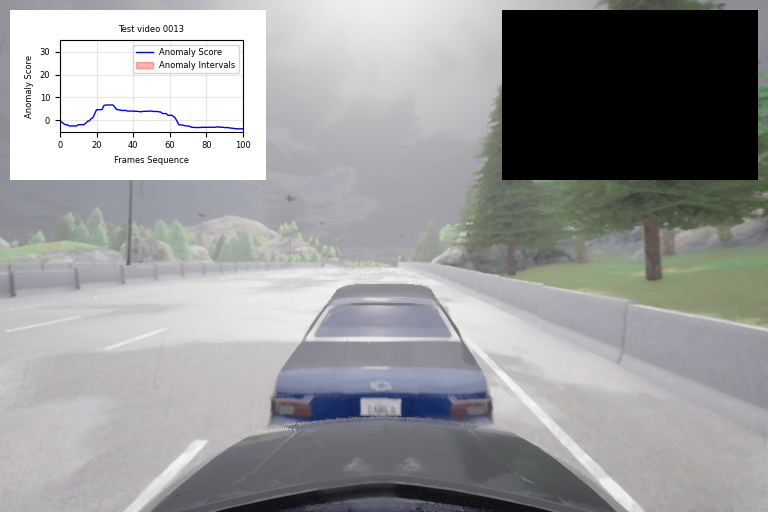 Test video 0013
Anomaly Score
30
20
10
0
Anomaly Score
Anomaly Intervals
0 20 40 60 80 100
Frames Sequence
CARLA